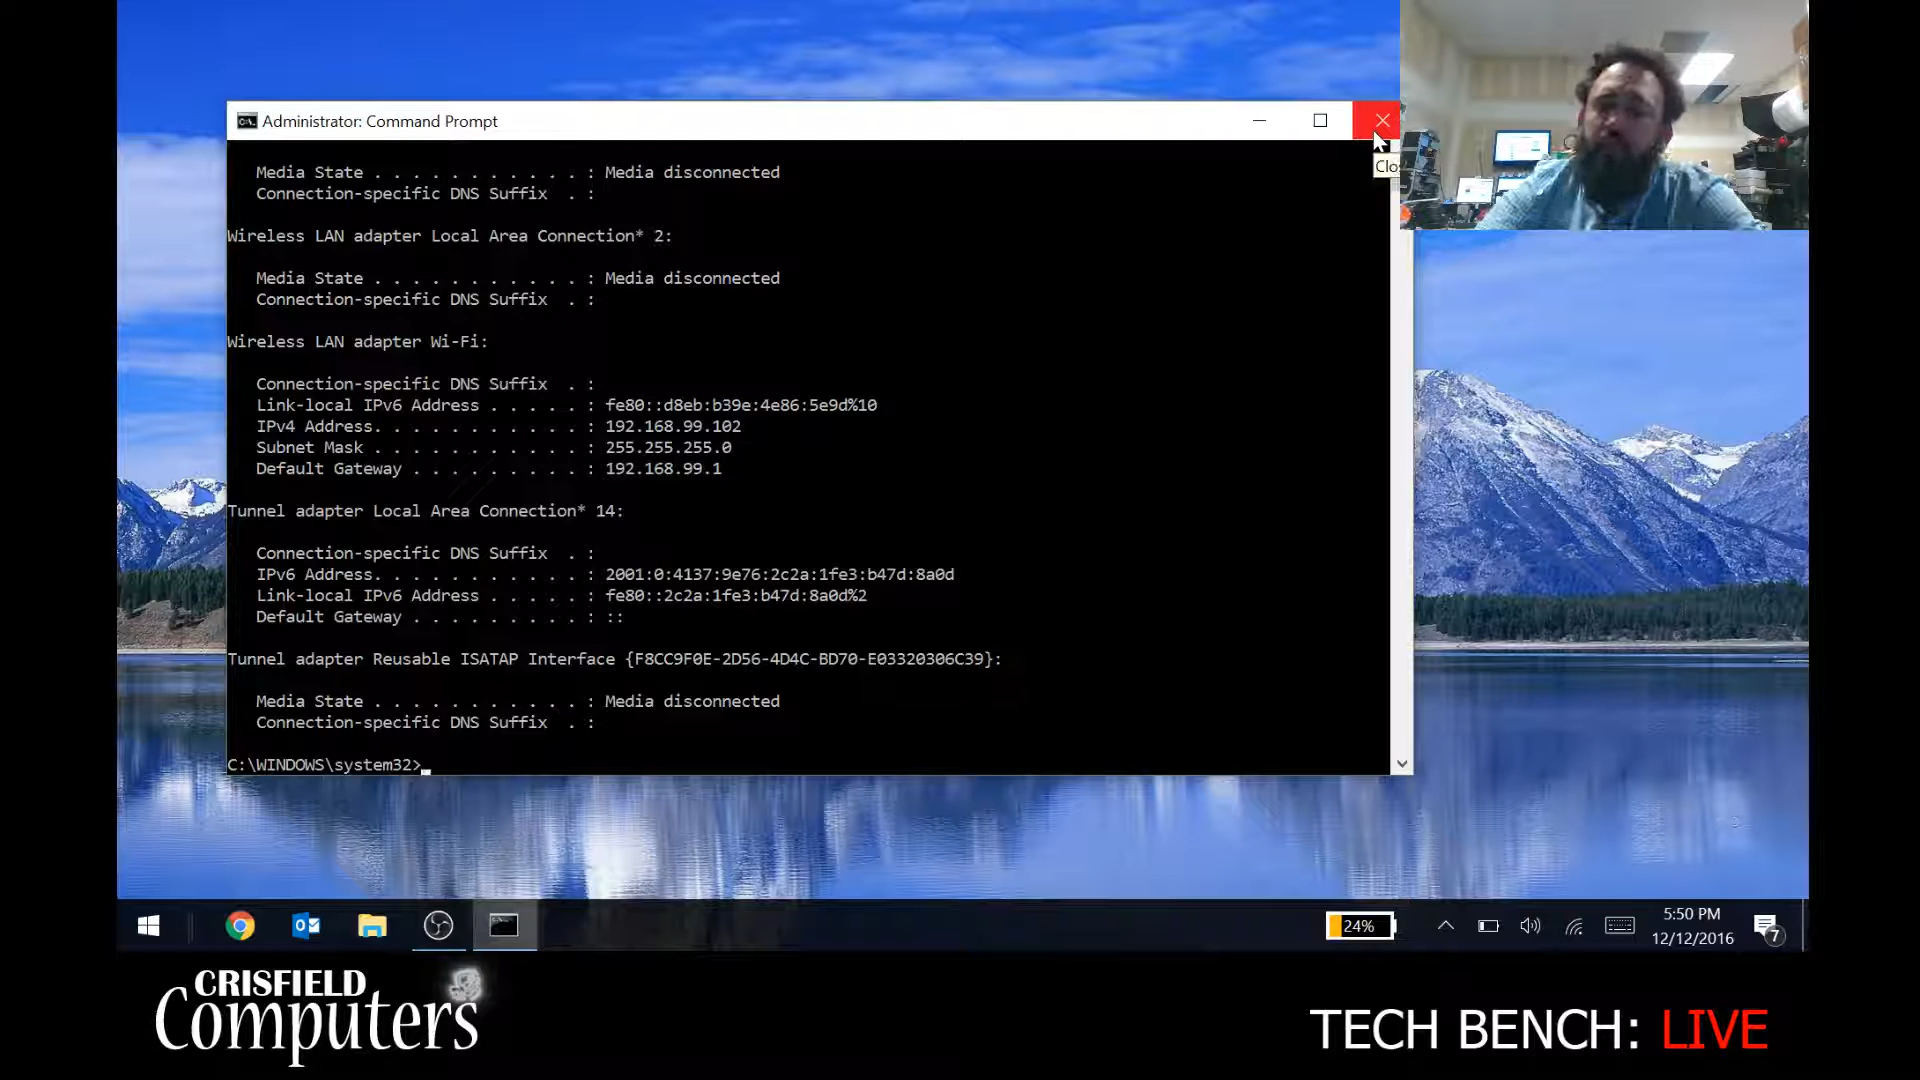 Administrator: Command Prompt
Clo
Media State . . . . . . . . . . . : Media disconnected
Connection-specific DNS Suffix  . :
Wireless LAN adapter Local Area Connection* 2:
Media State . . . . . . . . . . . : Media disconnected
Connection-specific DNS Suffix  . :
Wireless LAN adapter Wi-Fi:
Connection-specific DNS Suffix  . :
Link-local IPv6 Address . . . . . : fe80::d8eb:b39e:4e86:5e9d%10
IPv4 Address. . . . . . . . . . . : 192.168.99.102
Subnet Mask . . . . . . . . . . . : 255.255.255.0
Default Gateway . . . . . . . . . : 192.168.99.1
Tunnel adapter Local Area Connection* 14:
Connection-specific DNS Suffix  . :
IPv6 Address. . . . . . . . . . . : 2001:0:4137:9e76:2c2a:1fe3:b47d:8a0d
Link-local IPv6 Address . . . . . : fe80::2c2a:1fe3:b47d:8a0d%2
Default Gateway . . . . . . . . . : ::
Tunnel adapter Reusable ISATAP Interface {F8CC9F0E-2D56-4D4C-BD70-E03320306C39}:
Media State . . . . . . . . . . . : Media disconnected
Connection-specific DNS Suffix  . :
C:\WINDOWS\system32>
24%
5:50 PM
12/12/2016
7
CRISFIELD
Computers
TECH BENCH: LIVE